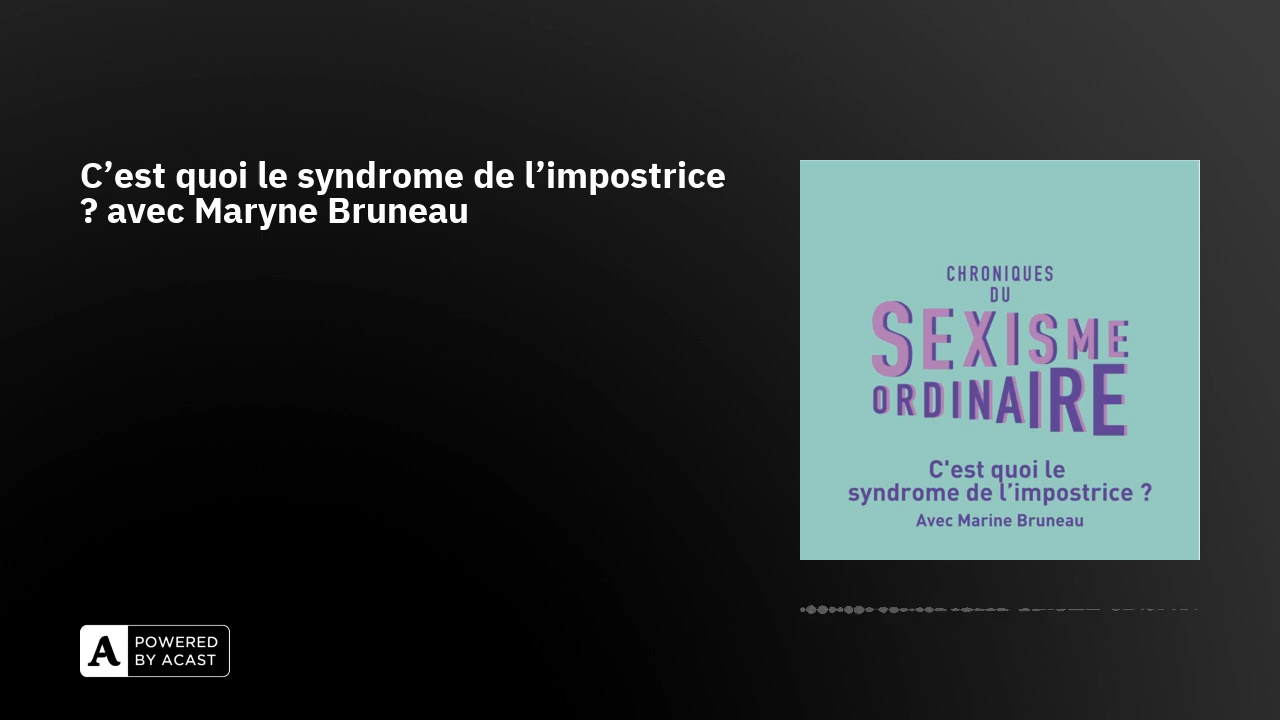 C’est quoi le syndrome de l’impostrice
? avec Maryne Bruneau
CHRONIQUES
DU
SEXISME
ORDINAIRE
C'est quoi le
syndrome de l’impostrice ?
Avec Marine Bruneau
A POWERED
BY ACAST